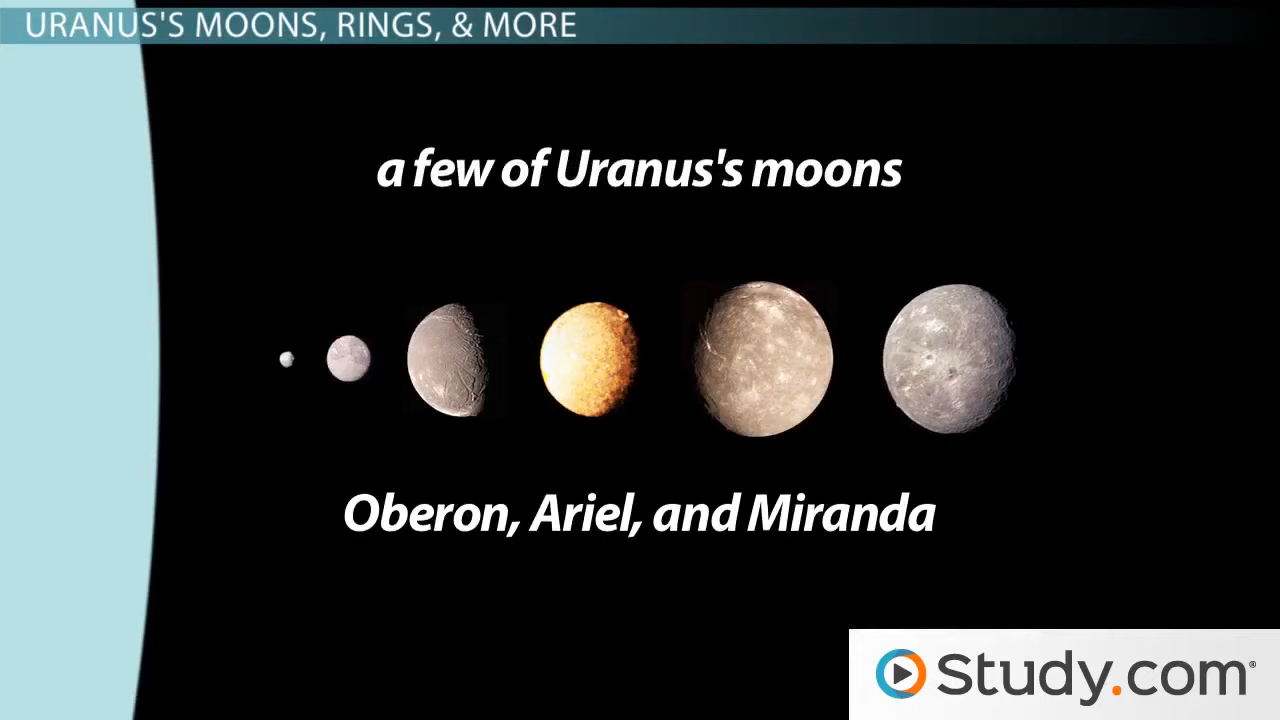 URANUS'S MOONS, RINGS, & MORE
a few of Uranus's moons
Oberon, Ariel, and Miranda
Study.com®